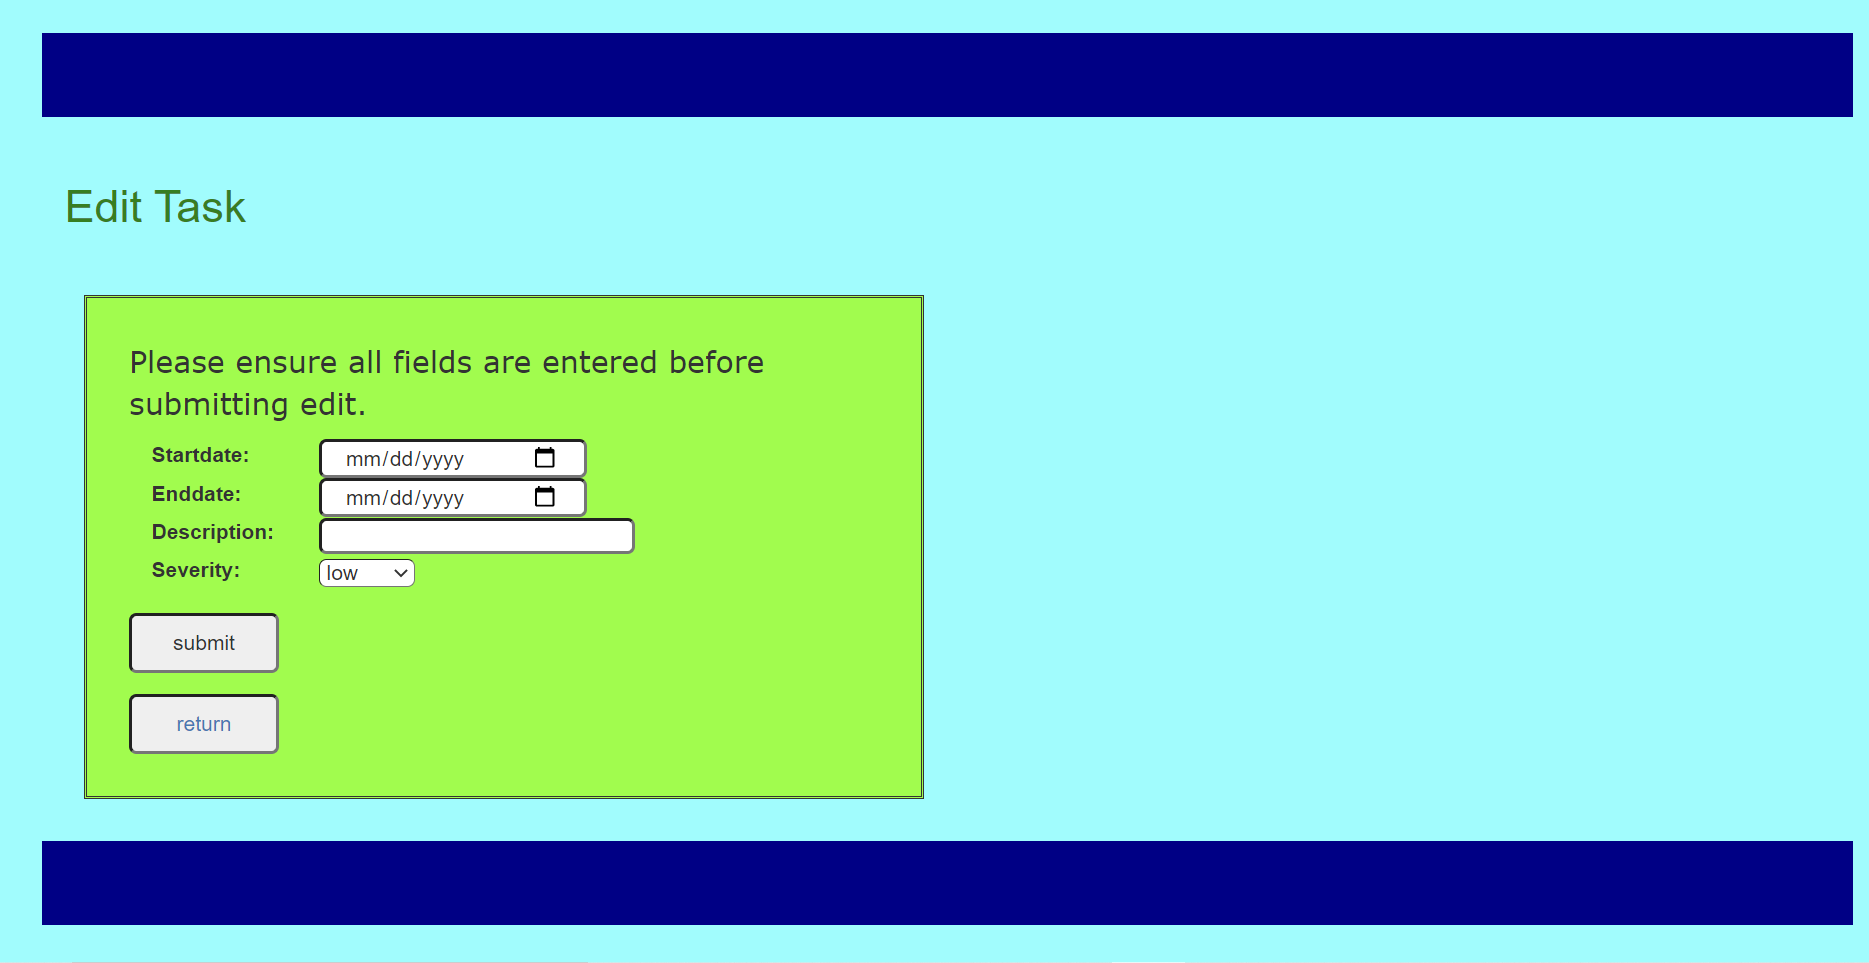 Edit Task
Please ensure all fields are entered before
submitting edit.
Startdate: mm/dd/yyyy
Enddate: mm/dd/yyyy
Description:
Severity: low
submit
return